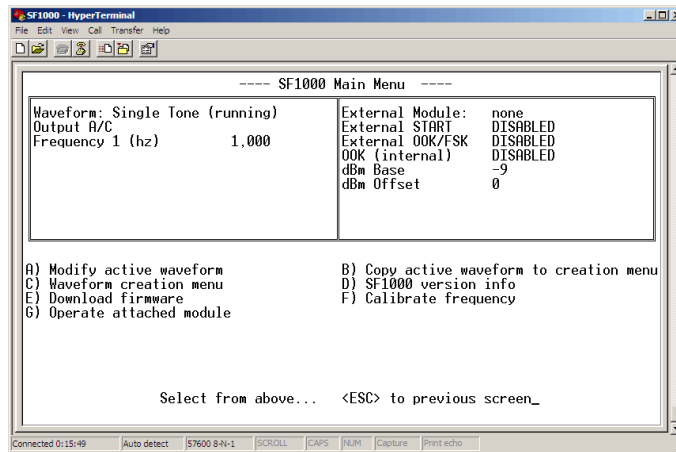 SF1000 - HyperTerminal
File Edit View Call Transfer Help
---- SF1000 Main Menu ----
Waveform: Single Tone (running)
Output A/C
Frequency 1 (hz) 1,000
External Module: none
External START DISABLED
External OOK/FSK DISABLED
OOK (internal) DISABLED
dBm Base -9
dBm Offset 0
A) Modify active waveform
B) Copy active waveform to creation menu
C) Waveform creation menu
D) SF1000 version info
E) Download firmware
F) Calibrate frequency
G) Operate attached module
Select from above... <ESC> to previous screen_
Connected 0:15:49 Auto detect 57600 8-N-1 SCROLL CAPS NUM Capture Print echo